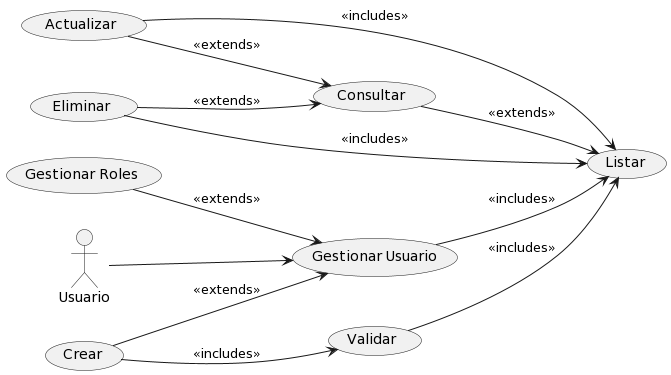 Actualizar
«includes»
«extends»
Eliminar
«extends»
Consultar
«extends»
«includes»
Listar
Gestionar Roles
«extends»
«includes»
Gestionar Usuario
«includes»
Usuario
«extends»
Crear
«includes»
Validar